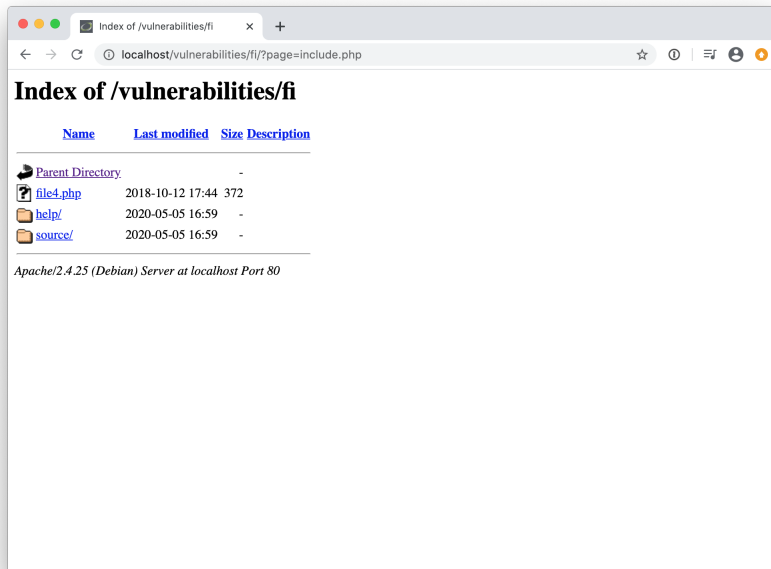 Index of /vulnerabilities/fi
localhost/vulnerabilities/fi/?page=include.php
Index of /vulnerabilities/fi
Name Last modified Size Description
Parent Directory -
file4.php 2018-10-12 17:44 372
help/ 2020-05-05 16:59 -
source/ 2020-05-05 16:59 -
Apache/2.4.25 (Debian) Server at localhost Port 80